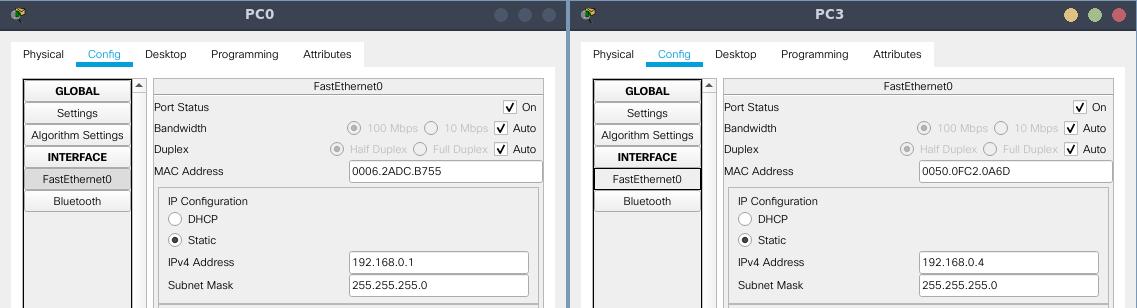 PC0
Physical Config Desktop Programming Attributes
GLOBAL
Settings
Algorithm Settings
INTERFACE
FastEthernet0
Bluetooth
FastEthernet0
Port Status On
Bandwidth 100 Mbps 10 Mbps Auto
Duplex Half Duplex Full Duplex Auto
MAC Address 0006.2ADC.B755
IP Configuration
DHCP
Static
IPv4 Address 192.168.0.1
Subnet Mask 255.255.255.0
PC3
Physical Config Desktop Programming Attributes
GLOBAL
Settings
Algorithm Settings
INTERFACE
FastEthernet0
Bluetooth
FastEthernet0
Port Status On
Bandwidth 100 Mbps 10 Mbps Auto
Duplex Half Duplex Full Duplex Auto
MAC Address 0050.0FC2.0A6D
IP Configuration
DHCP
Static
IPv4 Address 192.168.0.4
Subnet Mask 255.255.255.0